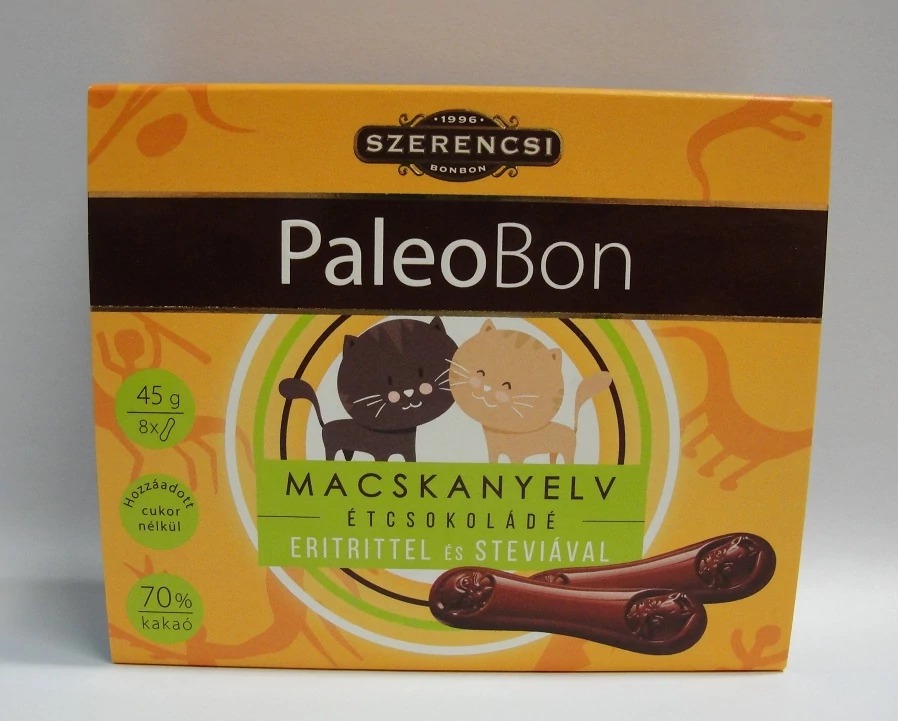 1996
SZERENCSI
BONBON
PaleoBon
45 g
8x
Hozzáadott
cukor
nélkül
70%
kakaó
MACSKANYELV
ÉTCSOKOLÁDÉ
ERITRITTEL ÉS STEVIÁVAL